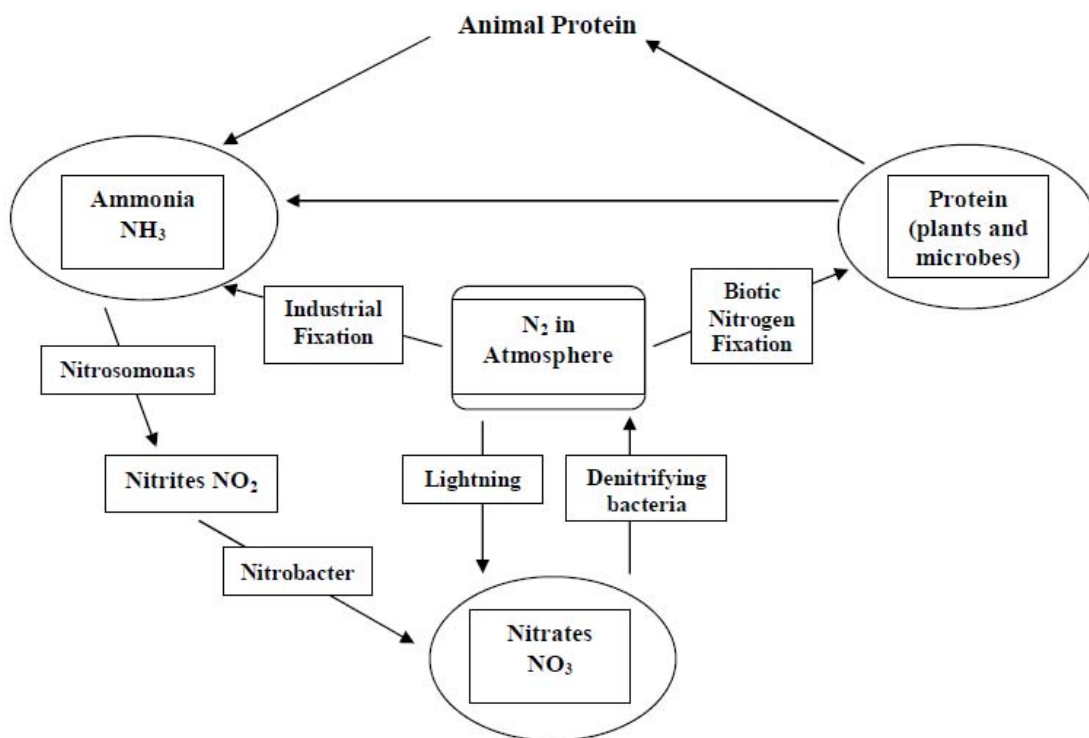 Animal Protein
Ammonia
NH₃
Protein
(plants and
microbes)
Industrial
Fixation
N₂ in
Atmosphere
Biotic
Nitrogen
Fixation
Nitrosomonas
Nitrites NO₂
Lightning
Denitrifying
bacteria
Nitrobacter
Nitrates
NO₃